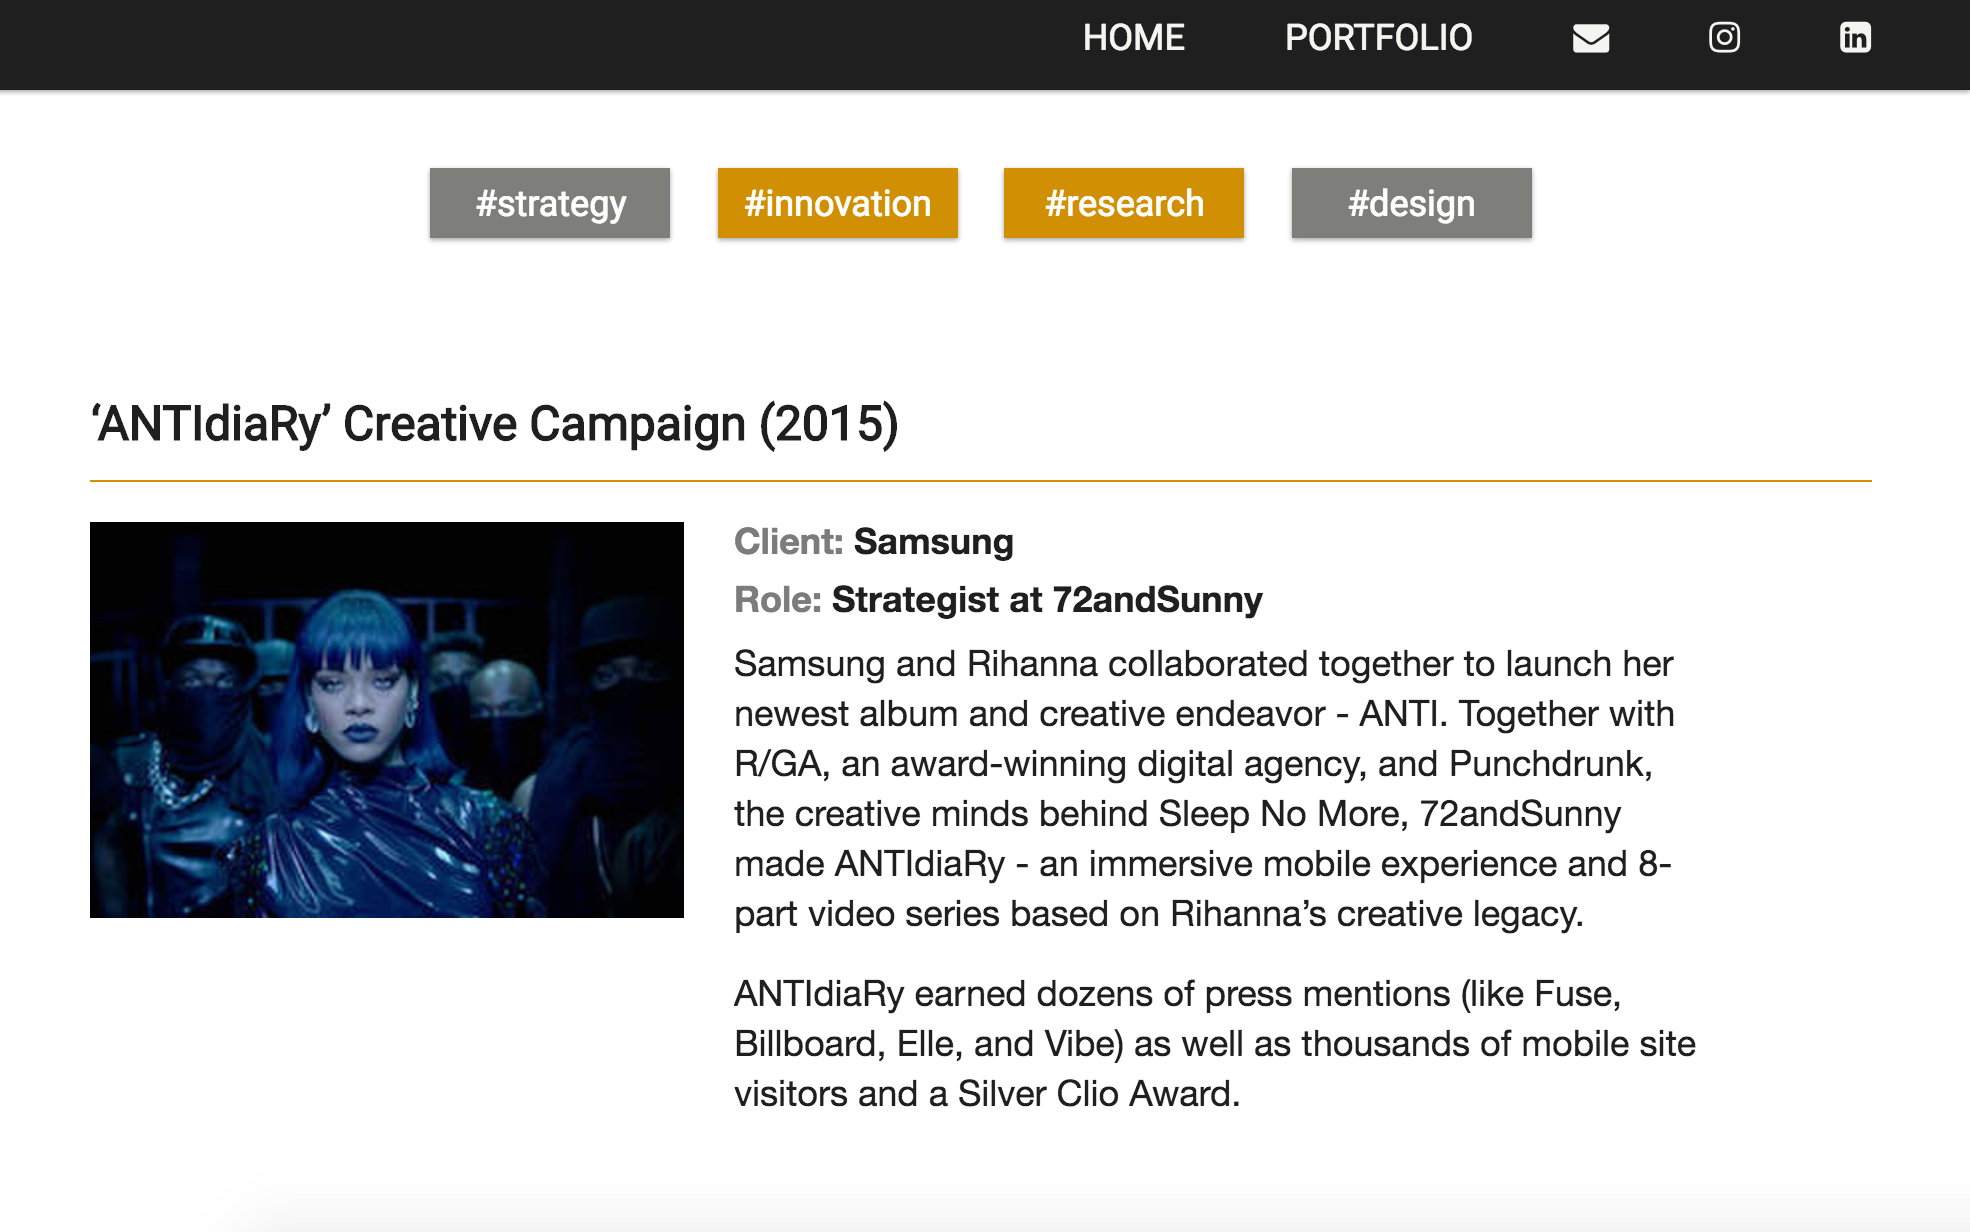 HOME PORTFOLIO
#strategy #innovation #research #design
‘ANTIdiaRy’ Creative Campaign (2015)
Client: Samsung
Role: Strategist at 72andSunny
Samsung and Rihanna collaborated together to launch her
newest album and creative endeavor - ANTI. Together with
R/GA, an award-winning digital agency, and Punchdrunk,
the creative minds behind Sleep No More, 72andSunny
made ANTIdiaRy - an immersive mobile experience and 8-
part video series based on Rihanna’s creative legacy.
ANTIdiaRy earned dozens of press mentions (like Fuse,
Billboard, Elle, and Vibe) as well as thousands of mobile site
visitors and a Silver Clio Award.